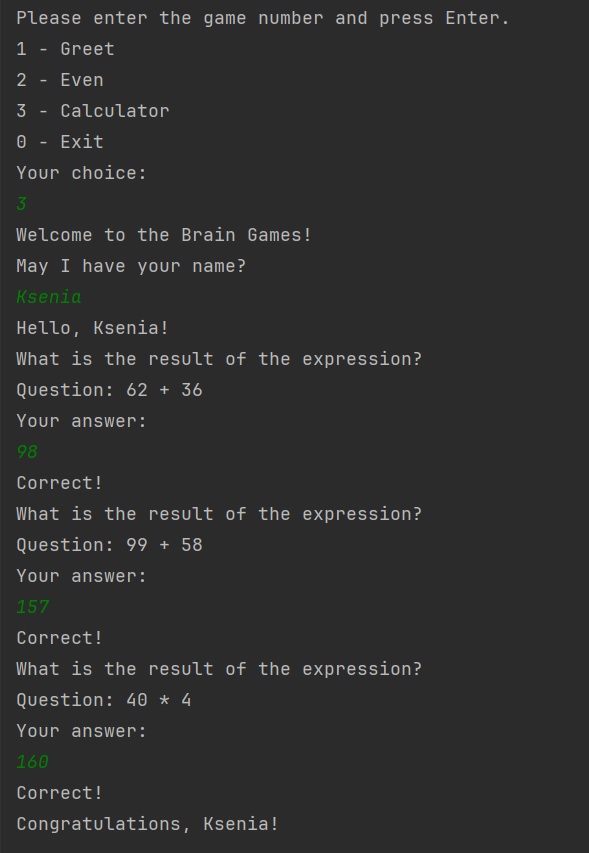 Please enter the game number and press Enter.
1 - Greet
2 - Even
3 - Calculator
0 - Exit
Your choice:
3
Welcome to the Brain Games!
May I have your name?
Ksenia
Hello, Ksenia!
What is the result of the expression?
Question: 62 + 36
Your answer:
98
Correct!
What is the result of the expression?
Question: 99 + 58
Your answer:
157
Correct!
What is the result of the expression?
Question: 40 * 4
Your answer:
160
Correct!
Congratulations, Ksenia!